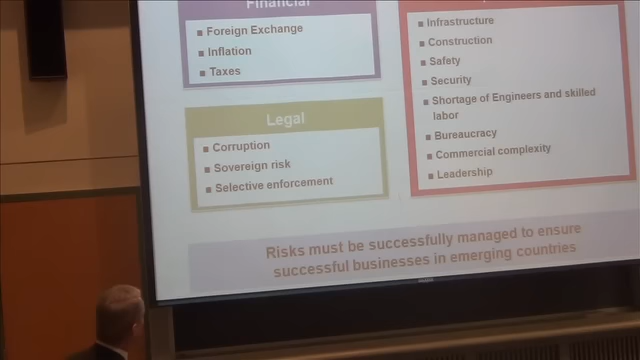 Financial
■ Foreign Exchange
■ Inflation
■ Taxes
Legal
■ Corruption
■ Sovereign risk
■ Selective enforcement
■ Infrastructure
■ Construction
■ Safety
■ Security
■ Shortage of Engineers and skilled
labor
■ Bureaucracy
■ Commercial complexity
■ Leadership
Risks must be successfully managed to ensure
successful businesses in emerging countries